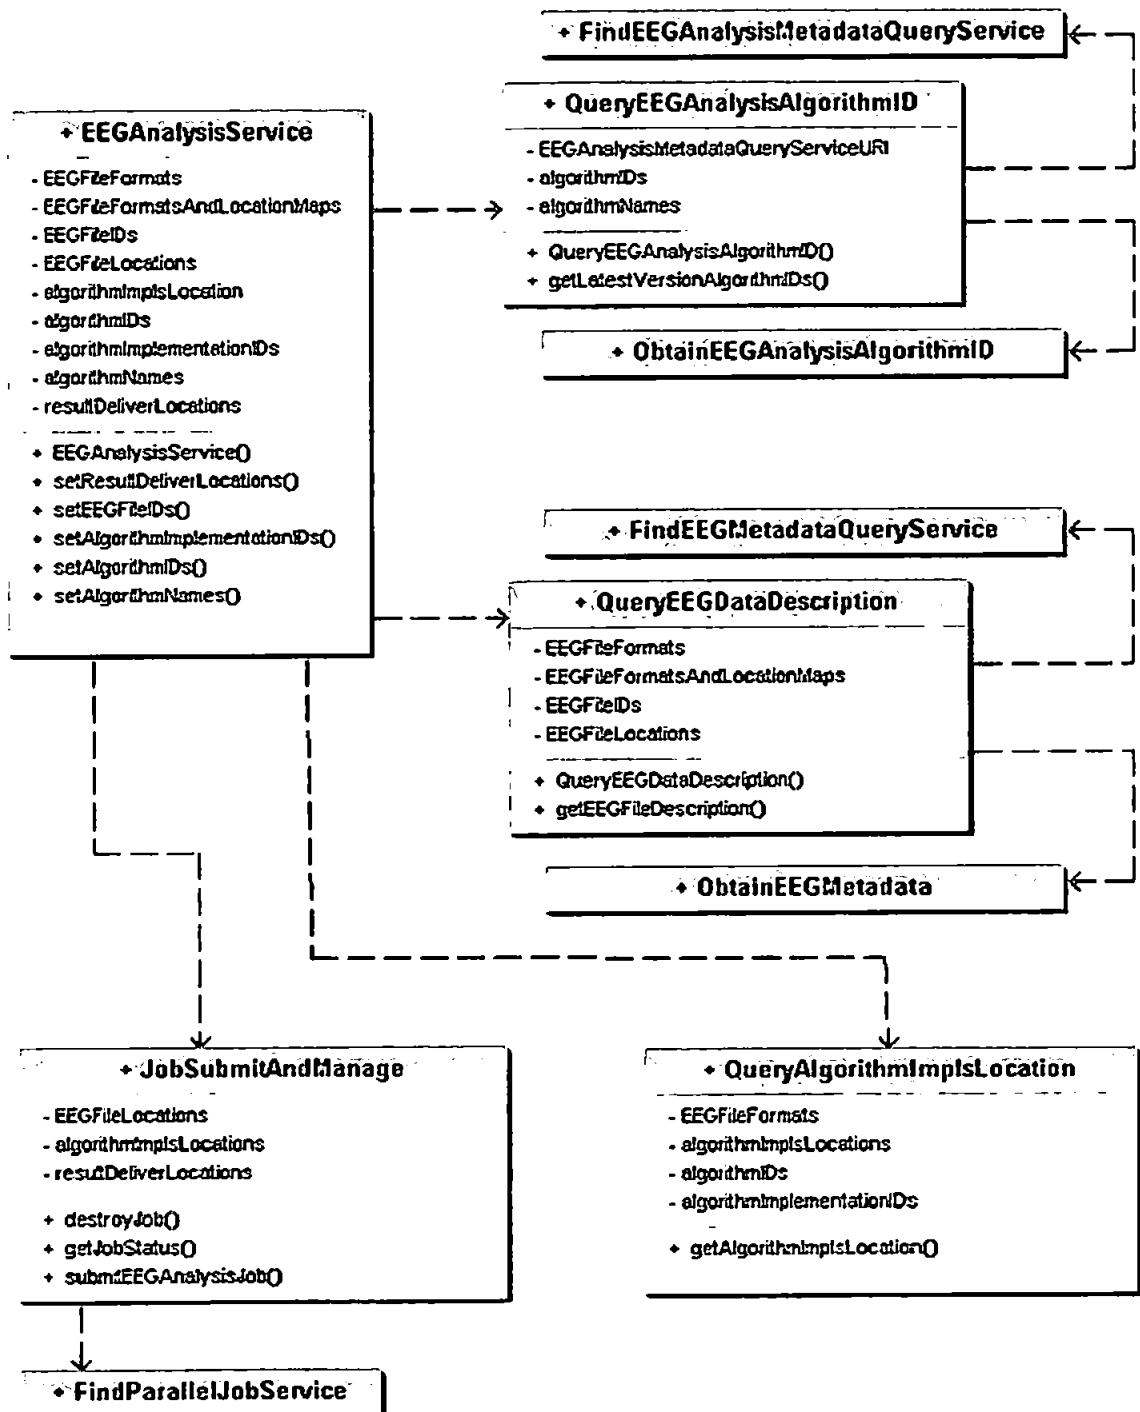 + FindEEGAnalysisMetadataQueryService
+ QueryEEGAnalysisAlgorithmID
- EEGAnalysisMetadataQueryServiceURI
- algorithmIDs
- algorithmNames
+ QueryEEGAnalysisAlgorithmID()
+ getLatestVersionAlgorithmIDs()
+ ObtainEEGAnalysisAlgorithmID
+ EEGAnalysisService
- EEGFileFormats
- EEGFileFormatsAndLocationMaps
- EEGFileIDs
- EEGFileLocations
- algorithmImplsLocation
- algorithmIDs
- algorithmImplementationIDs
- algorithmNames
- resultDeliverLocations
+ EEGAnalysisService()
+ setResultDeliverLocations()
+ setEEGFileIDs()
+ setAlgorithmImplementationIDs()
+ setAlgorithmIDs()
+ setAlgorithmNames()
+ FindEEGMetadataQueryService
+ QueryEEGDataDescription
- EEGFileFormats
- EEGFileFormatsAndLocationMaps
- EEGFileIDs
- EEGFileLocations
+ QueryEEGDataDescription()
+ getEEGFileDescription()
+ ObtainEEGMetadata
+ JobSubmitAndManage
- EEGFileLocations
- algorithmImplsLocations
- resultDeliverLocations
+ destroyJob()
+ getJobStatus()
+ submitEEGAnalysisJob()
+ QueryAlgorithmImplsLocation
- EEGFileFormats
- algorithmImplsLocations
- algorithmIDs
- algorithmImplementationIDs
+ getAlgorithmImplsLocation()
+ FindParallelJobService